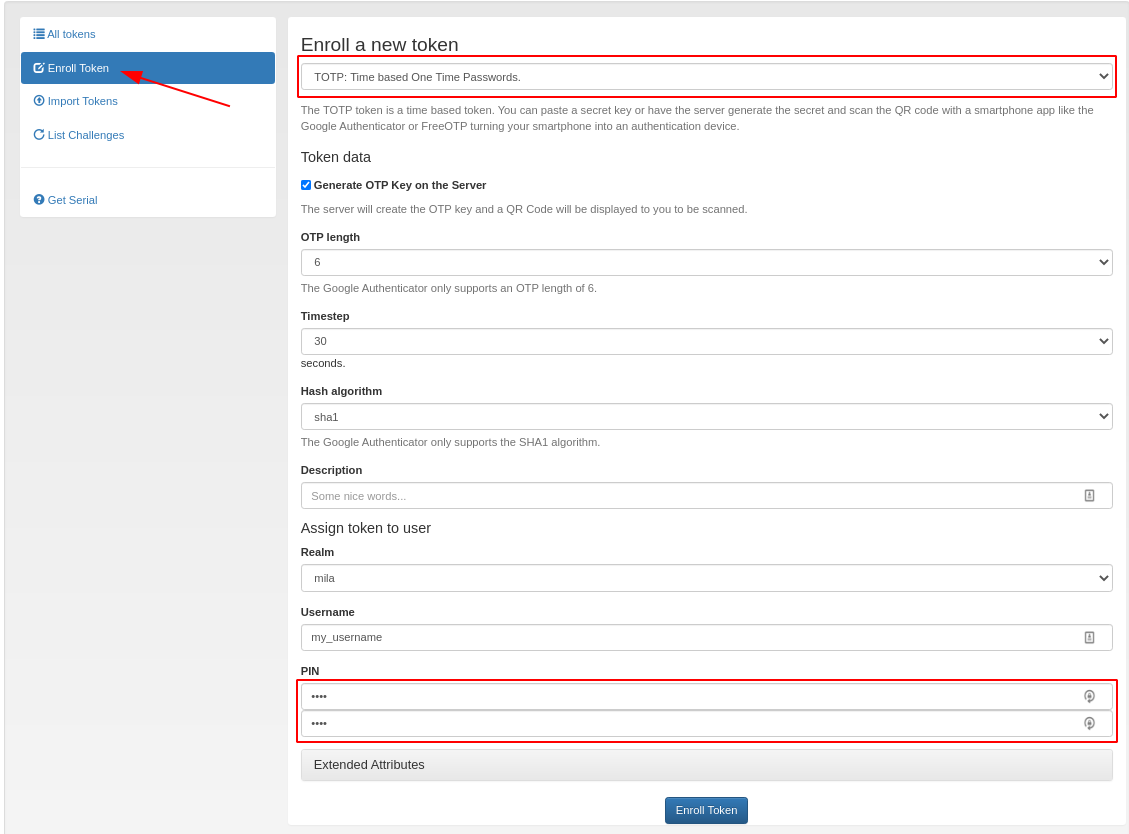 All tokens
Enroll Token
Import Tokens
List Challenges
Get Serial
Enroll a new token
TOTP: Time based One Time Passwords.
The TOTP token is a time based token. You can paste a secret key or have the server generate the secret and scan the QR code with a smartphone app like the
Google Authenticator or FreeOTP turning your smartphone into an authentication device.
Token data
Generate OTP Key on the Server
The server will create the OTP key and a QR Code will be displayed to you to be scanned.
OTP length
6
The Google Authenticator only supports an OTP length of 6.
Timestep
30
seconds.
Hash algorithm
sha1
The Google Authenticator only supports the SHA1 algorithm.
Description
Some nice words...
Assign token to user
Realm
mila
Username
my_username
PIN
••••
••••
Extended Attributes
Enroll Token